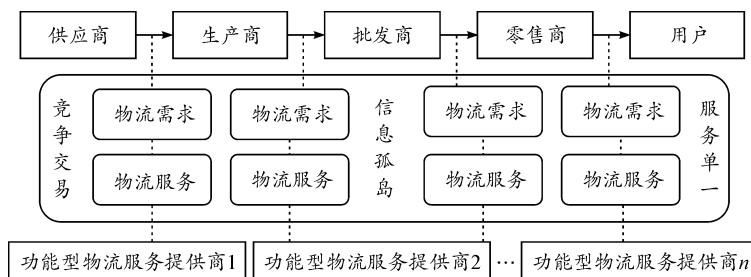 供应商 生产商 批发商 零售商 用户
竞争交易 信息孤岛 服务单一
物流需求 物流需求 物流需求 物流需求
物流服务 物流服务 物流服务 物流服务
功能型物流服务提供商1 功能型物流服务提供商2 … 功能型物流服务提供商n